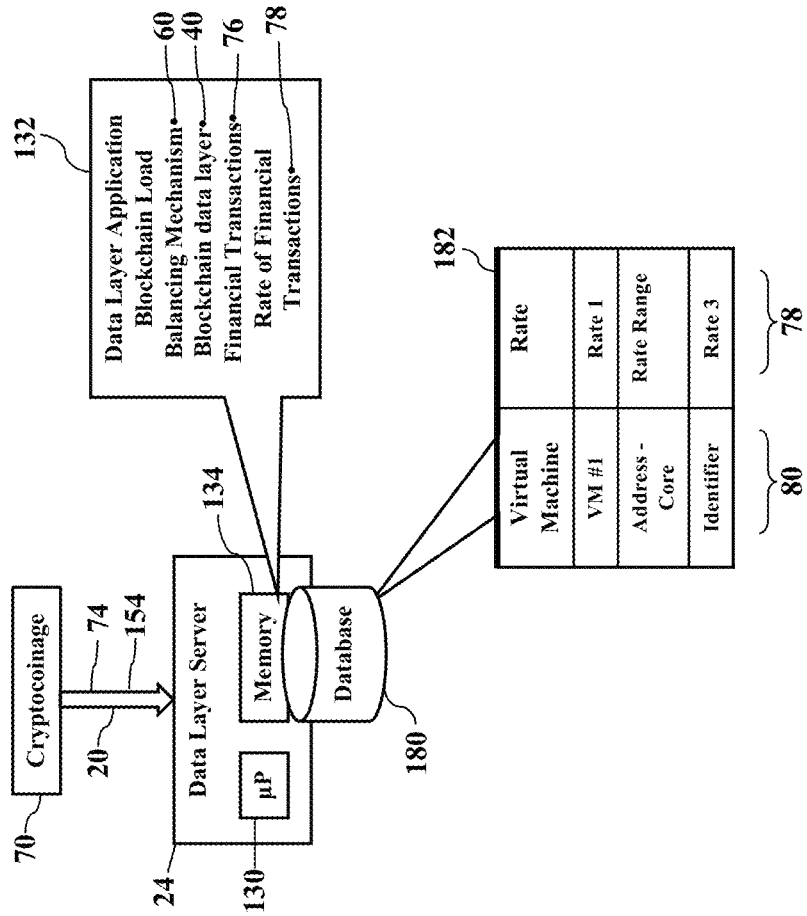 Cryptocoinage
70
20
74
154
24
Data Layer Server
µP
130
Memory
134
Database
180
132
Data Layer Application
Blockchain Load
Balancing Mechanism•
60
Blockchain data layer•
40
Financial Transactions•
76
Rate of Financial
Transactions•
78
182
Virtual
Machine
Rate
VM #1
Rate 1
Address -
Core
Rate Range
Identifier
Rate 3
80
78